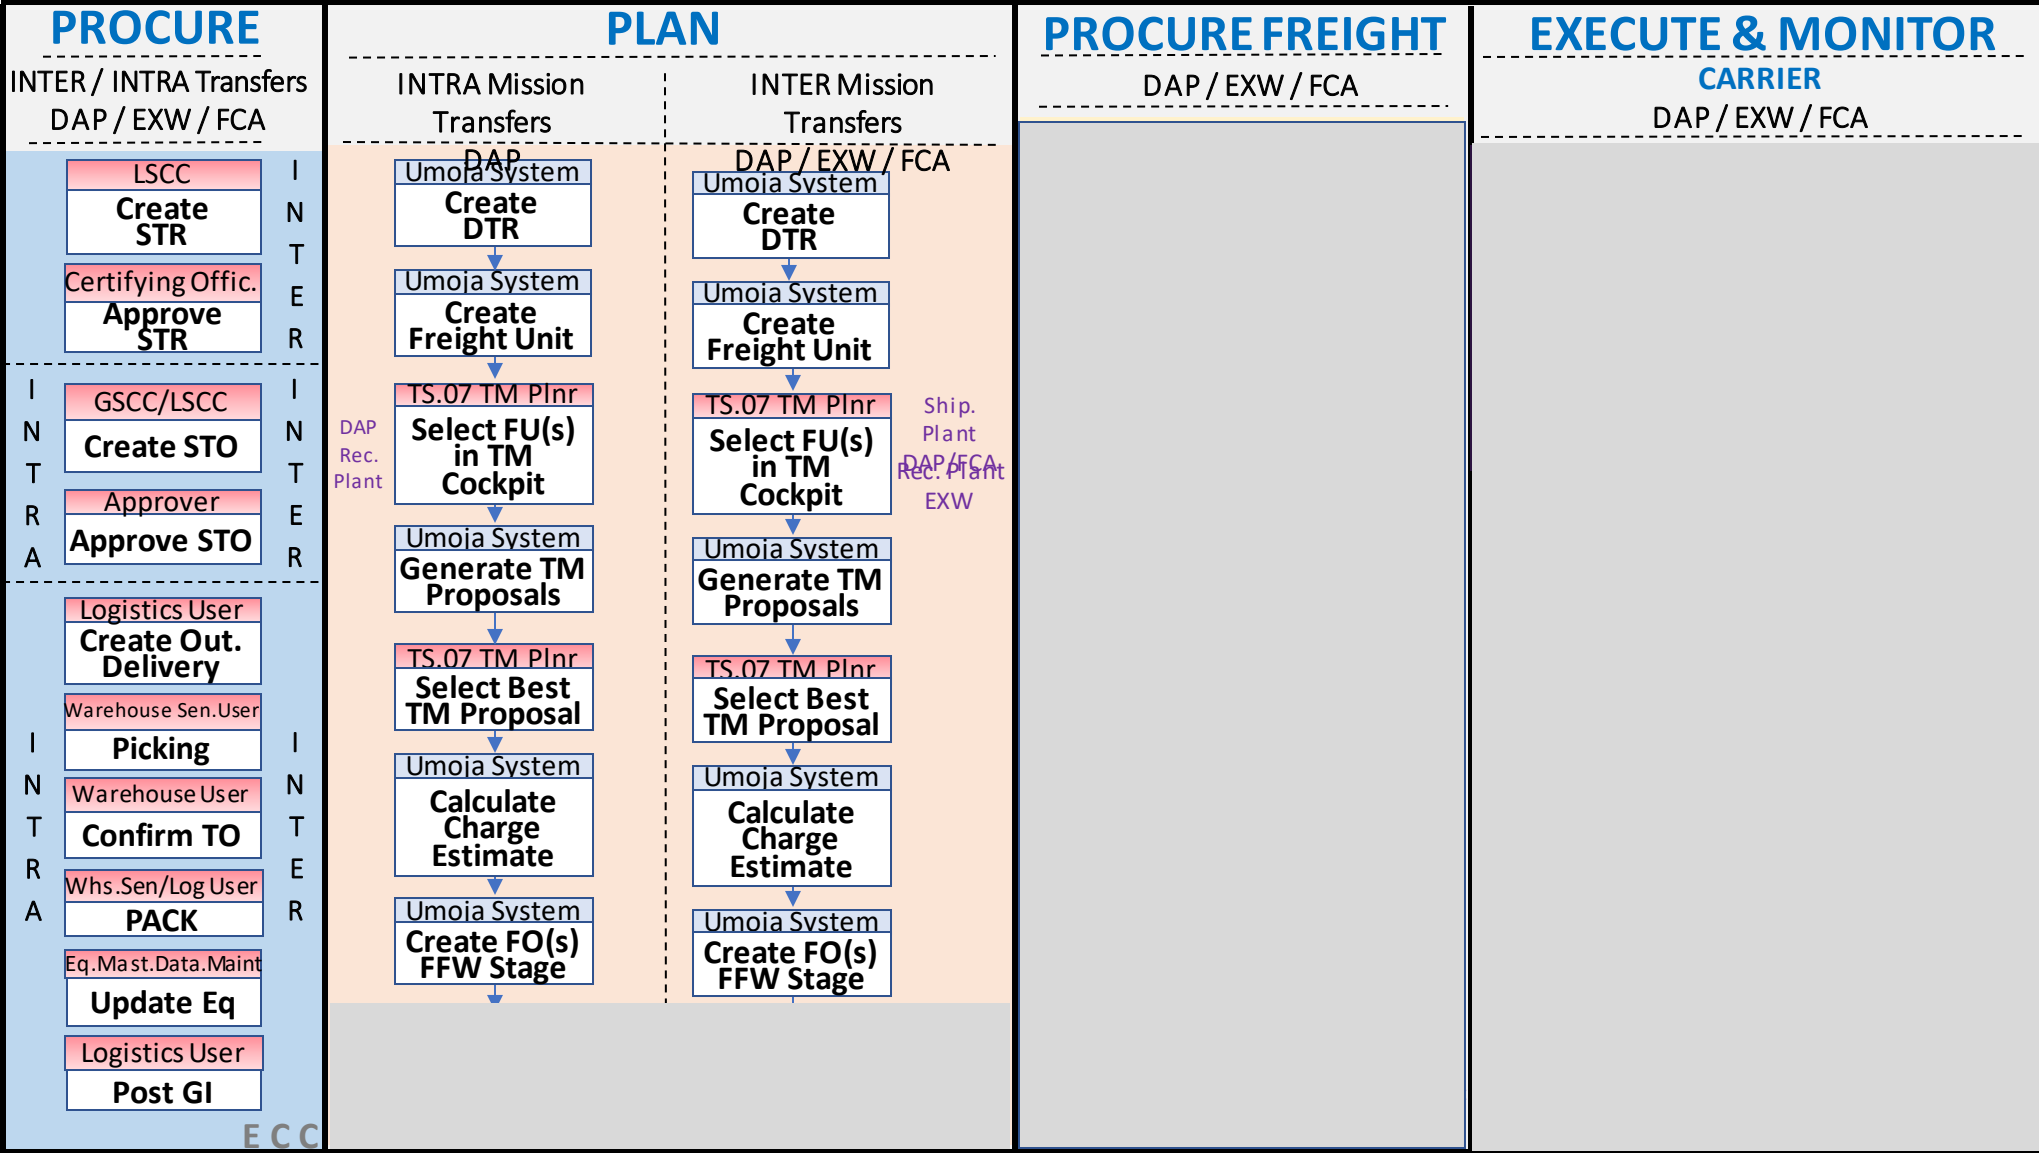 PROCURE
INTER / INTRA Transfers
DAP / EXW / FCA
LSCC
Create
STR
Certifying Offic.
Approve
STR
I
N
T
E
R
GSCC/LSCC
Create STO
Approver
Approve STO
I
N
T
R
A
I
N
T
E
R
Logistics User
Create Out.
Delivery
Warehouse Sen.User
Picking
Warehouse User
Confirm TO
Whs.Sen/Log User
PACK
Eq.Mast.Data.Maint
Update Eq
Logistics User
Post GI
I
N
T
R
A
I
N
T
E
R
E C C
PLAN
INTRA Mission
Transfers
DAP
Umoja System
Create
DTR
Umoja System
Create
Freight Unit
TS.07 TM Plnr
Select FU(s)
in TM
Cockpit
DAP
Rec.
Plant
Umoja System
Generate TM
Proposals
TS.07 TM Plnr
Select Best
TM Proposal
Umoja System
Calculate
Charge
Estimate
Umoja System
Create FO(s)
FFW Stage
INTER Mission
Transfers
DAP / EXW / FCA
Umoja System
Create
DTR
Umoja System
Create
Freight Unit
TS.07 TM Plnr
Select FU(s)
in TM
Cockpit
Ship.
Plant
DAP/FCA
Rec. Plant
EXW
Umoja System
Generate TM
Proposals
TS.07 TM Plnr
Select Best
TM Proposal
Umoja System
Calculate
Charge
Estimate
Umoja System
Create FO(s)
FFW Stage
PROCURE FREIGHT
DAP / EXW / FCA
EXECUTE & MONITOR
CARRIER
DAP / EXW / FCA